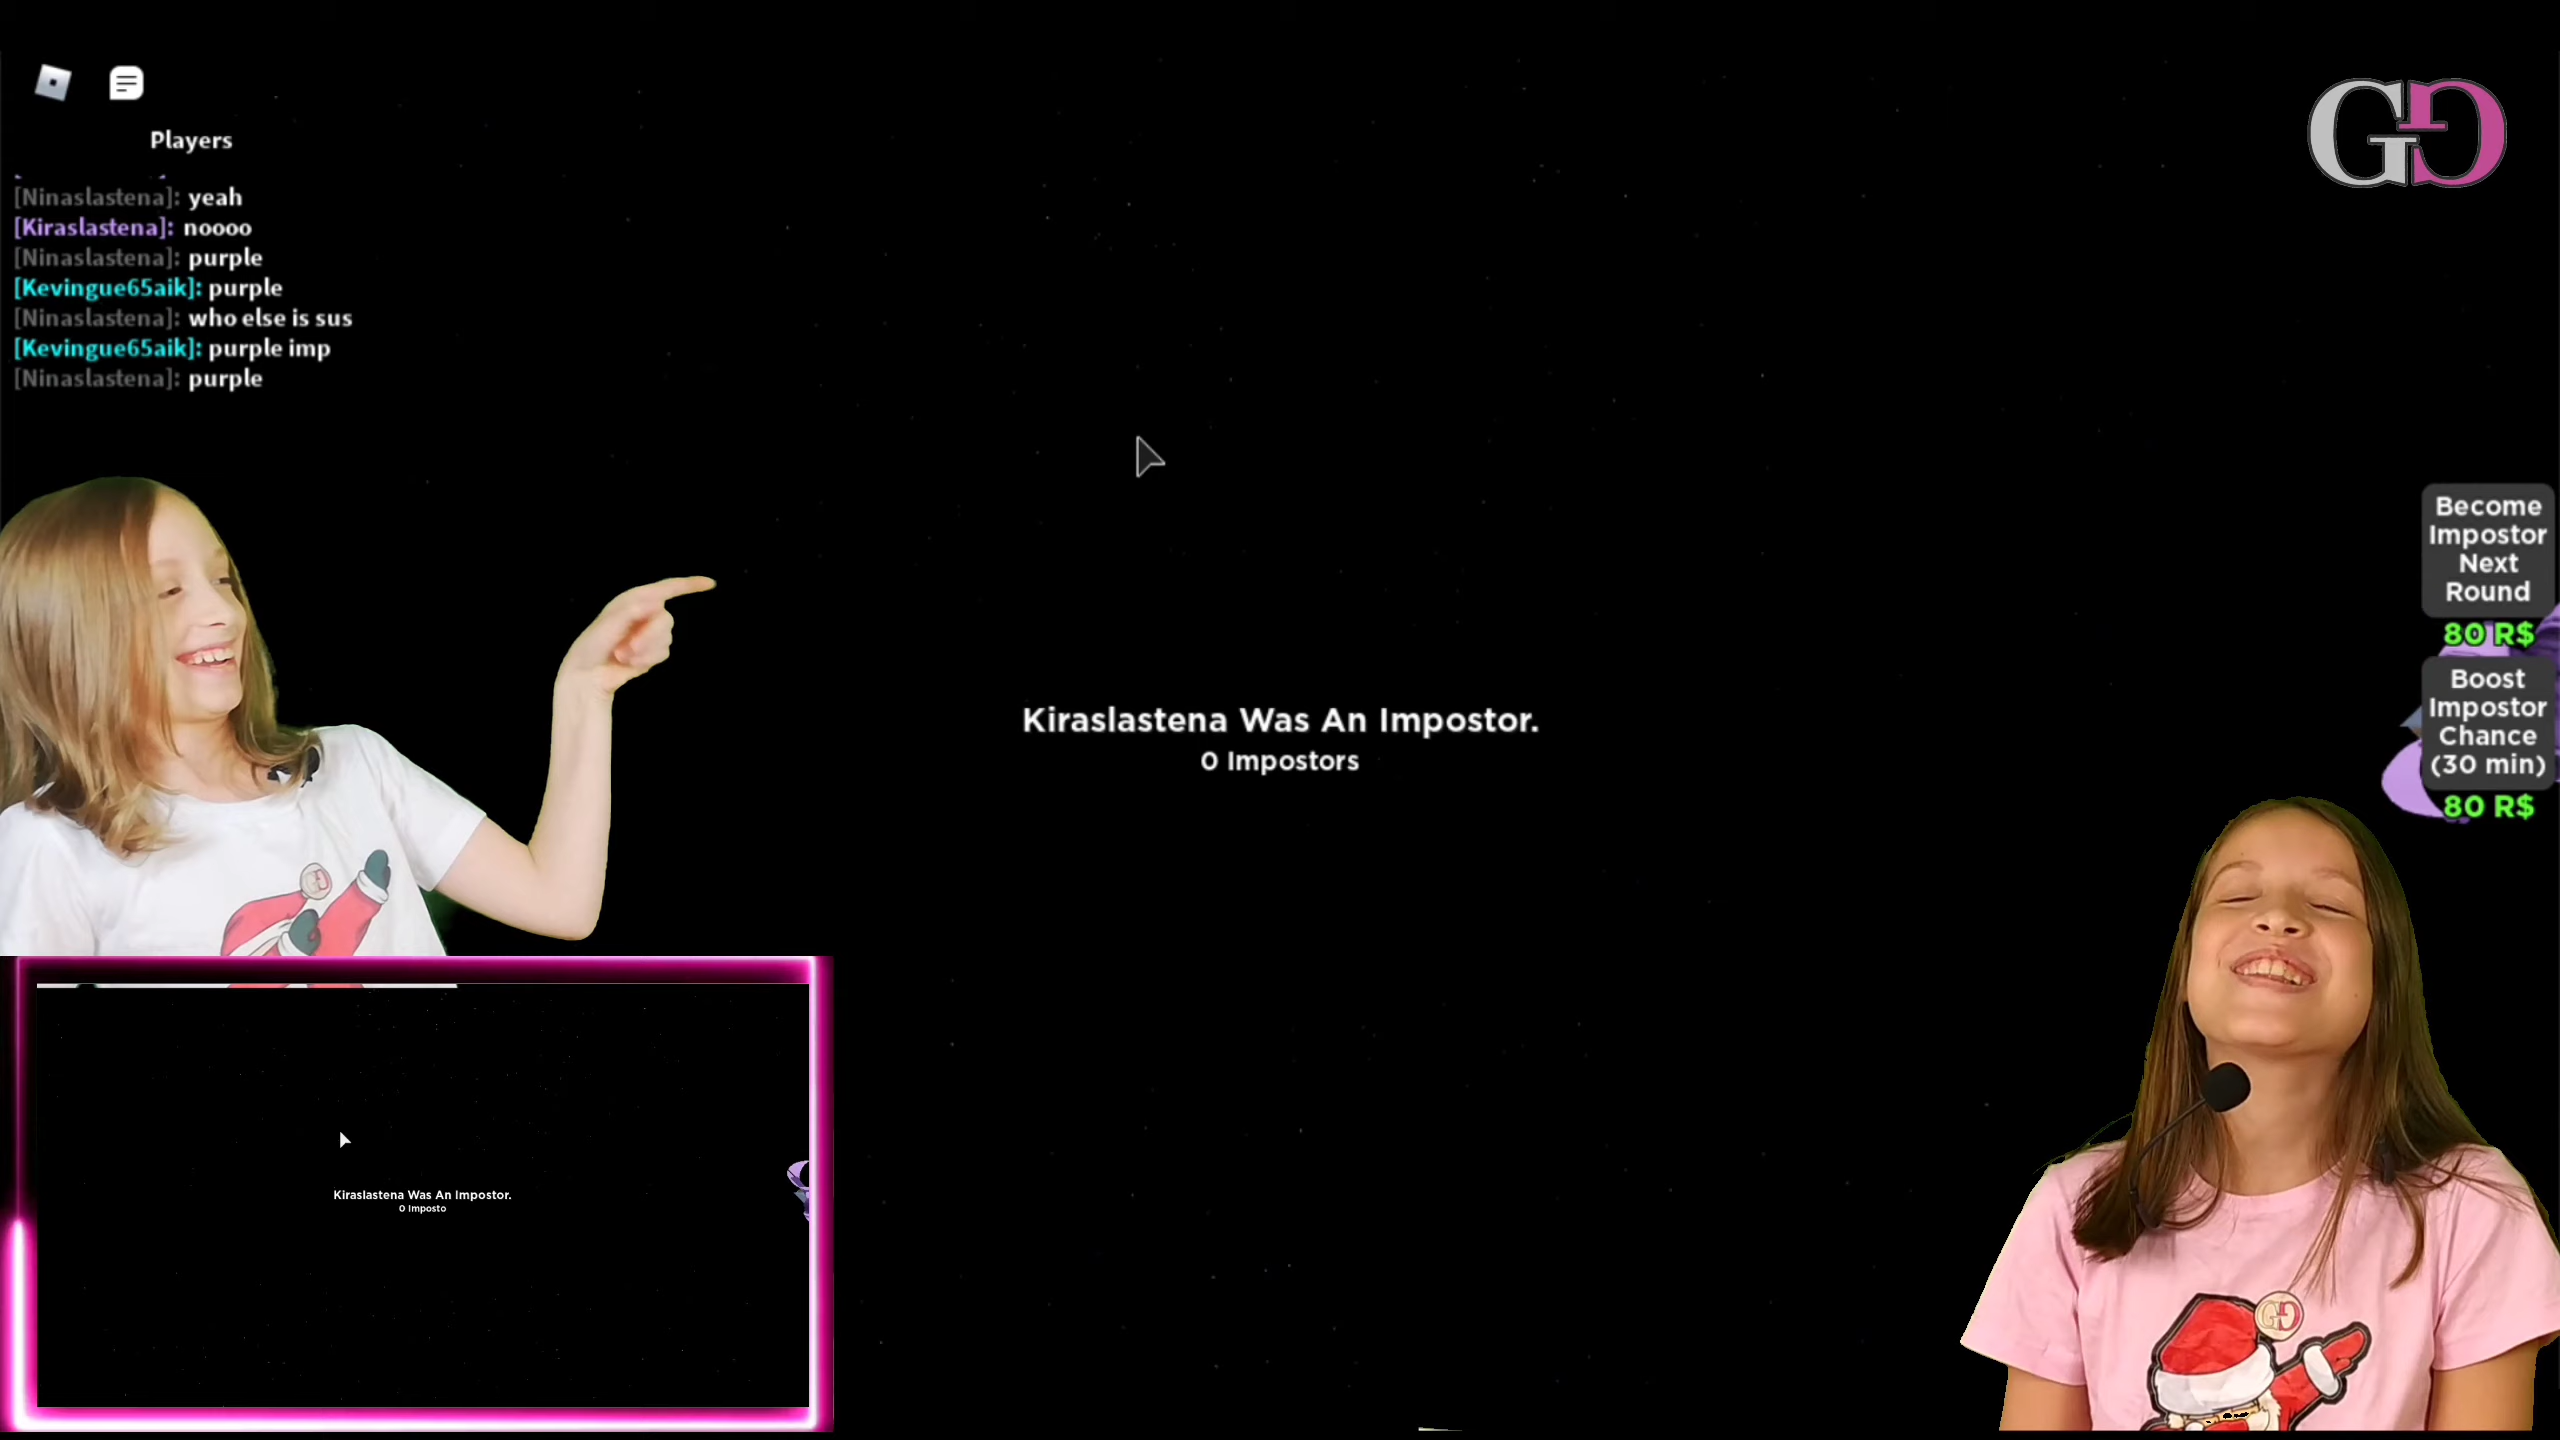 Players
[Ninaslastena]: yeah
[Kiraslastena]: noooo
[Ninaslastena]: purple
[Kevingue65aik]: purple
[Ninaslastena]: who else is sus
[Kevingue65aik]: purple imp
[Ninaslastena]: purple
GG
Become
Impostor
Next
Round
80 R$
Boost
Impostor
Chance
(30 min)
80 R$
Kiraslastena Was An Impostor.
0 Impostors
Kiraslastena Was An Impostor.
0 Imposto
GG